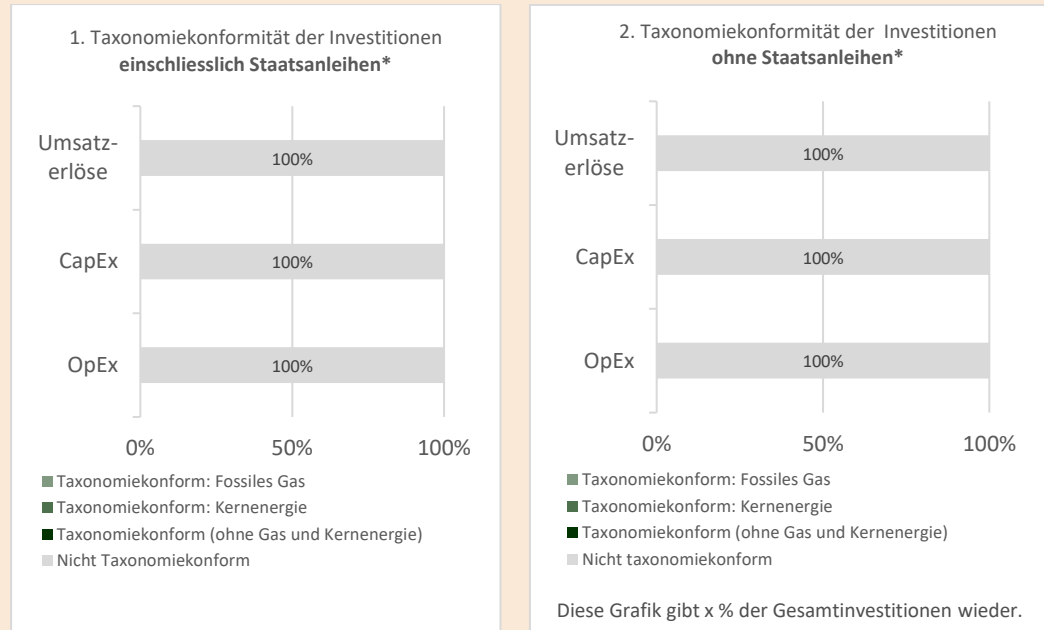 1. Taxonomiekonformität der Investitionen
einschliesslich Staatsanleihen*
Umsatz-
erlöse
100%
CapEx
100%
OpEx
100%
0% 50% 100%
Taxonomiekonform: Fossiles Gas
Taxonomiekonform: Kernenergie
Taxonomiekonform (ohne Gas und Kernenergie)
Nicht Taxonomiekonform
2. Taxonomiekonformität der Investitionen
ohne Staatsanleihen*
Umsatz-
erlöse
100%
CapEx
100%
OpEx
100%
0% 50% 100%
Taxonomiekonform: Fossiles Gas
Taxonomiekonform: Kernenergie
Taxonomiekonform (ohne Gas und Kernenergie)
Nicht taxonomiekonform
Diese Grafik gibt x % der Gesamtinvestitionen wieder.